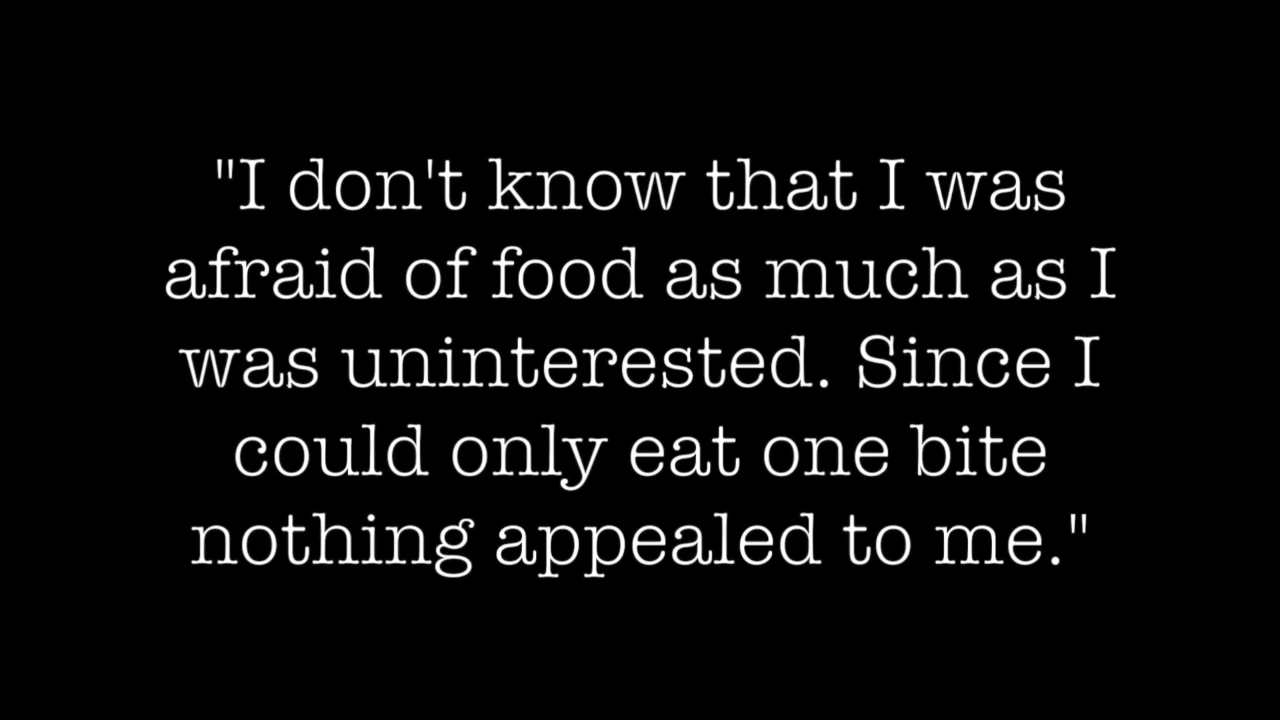 "I don't know that I was
afraid of food as much as I
was uninterested. Since I
could only eat one bite
nothing appealed to me."